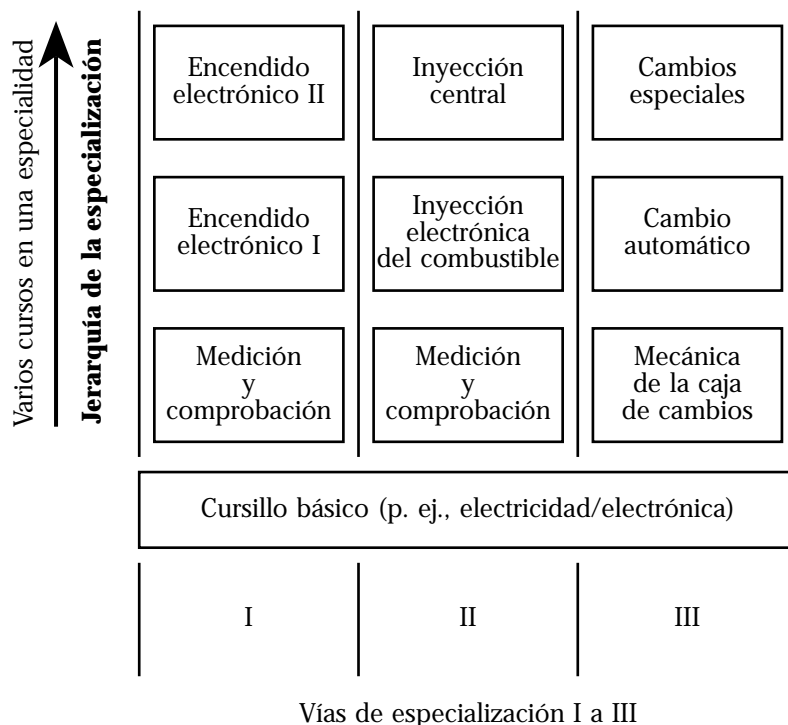 Varios cursos en una especialidad
Jerarquía de la especialización
Encendido
electrónico II
Inyección
central
Cambios
especiales
Encendido
electrónico I
Inyección
electrónica
del combustible
Cambio
automático
Medición
y
comprobación
Medición
y
comprobación
Mecánica
de la caja
de cambios
Cursillo básico (p. ej., electricidad/electrónica)
I
II
III
Vías de especialización I a III